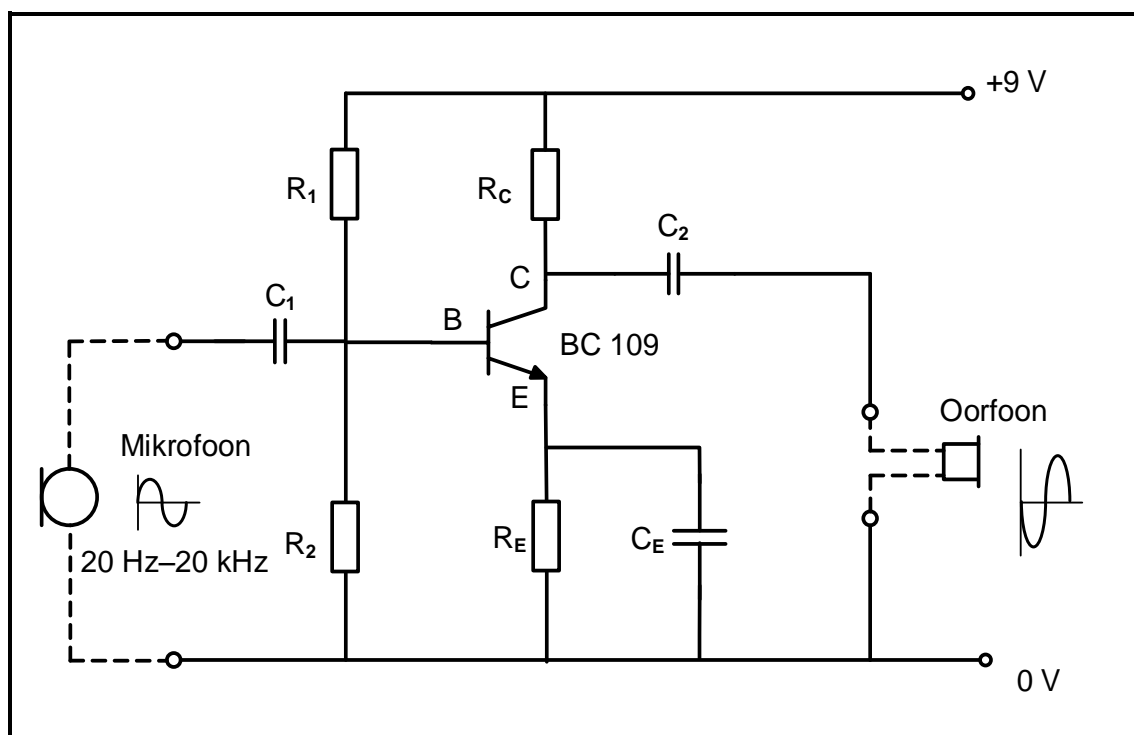 +9 V
R1
RC
C2
C
C1
B
BC 109
E
Oorfoon
Mikrofoon
R2
RE
CE
20 Hz–20 kHz
0 V